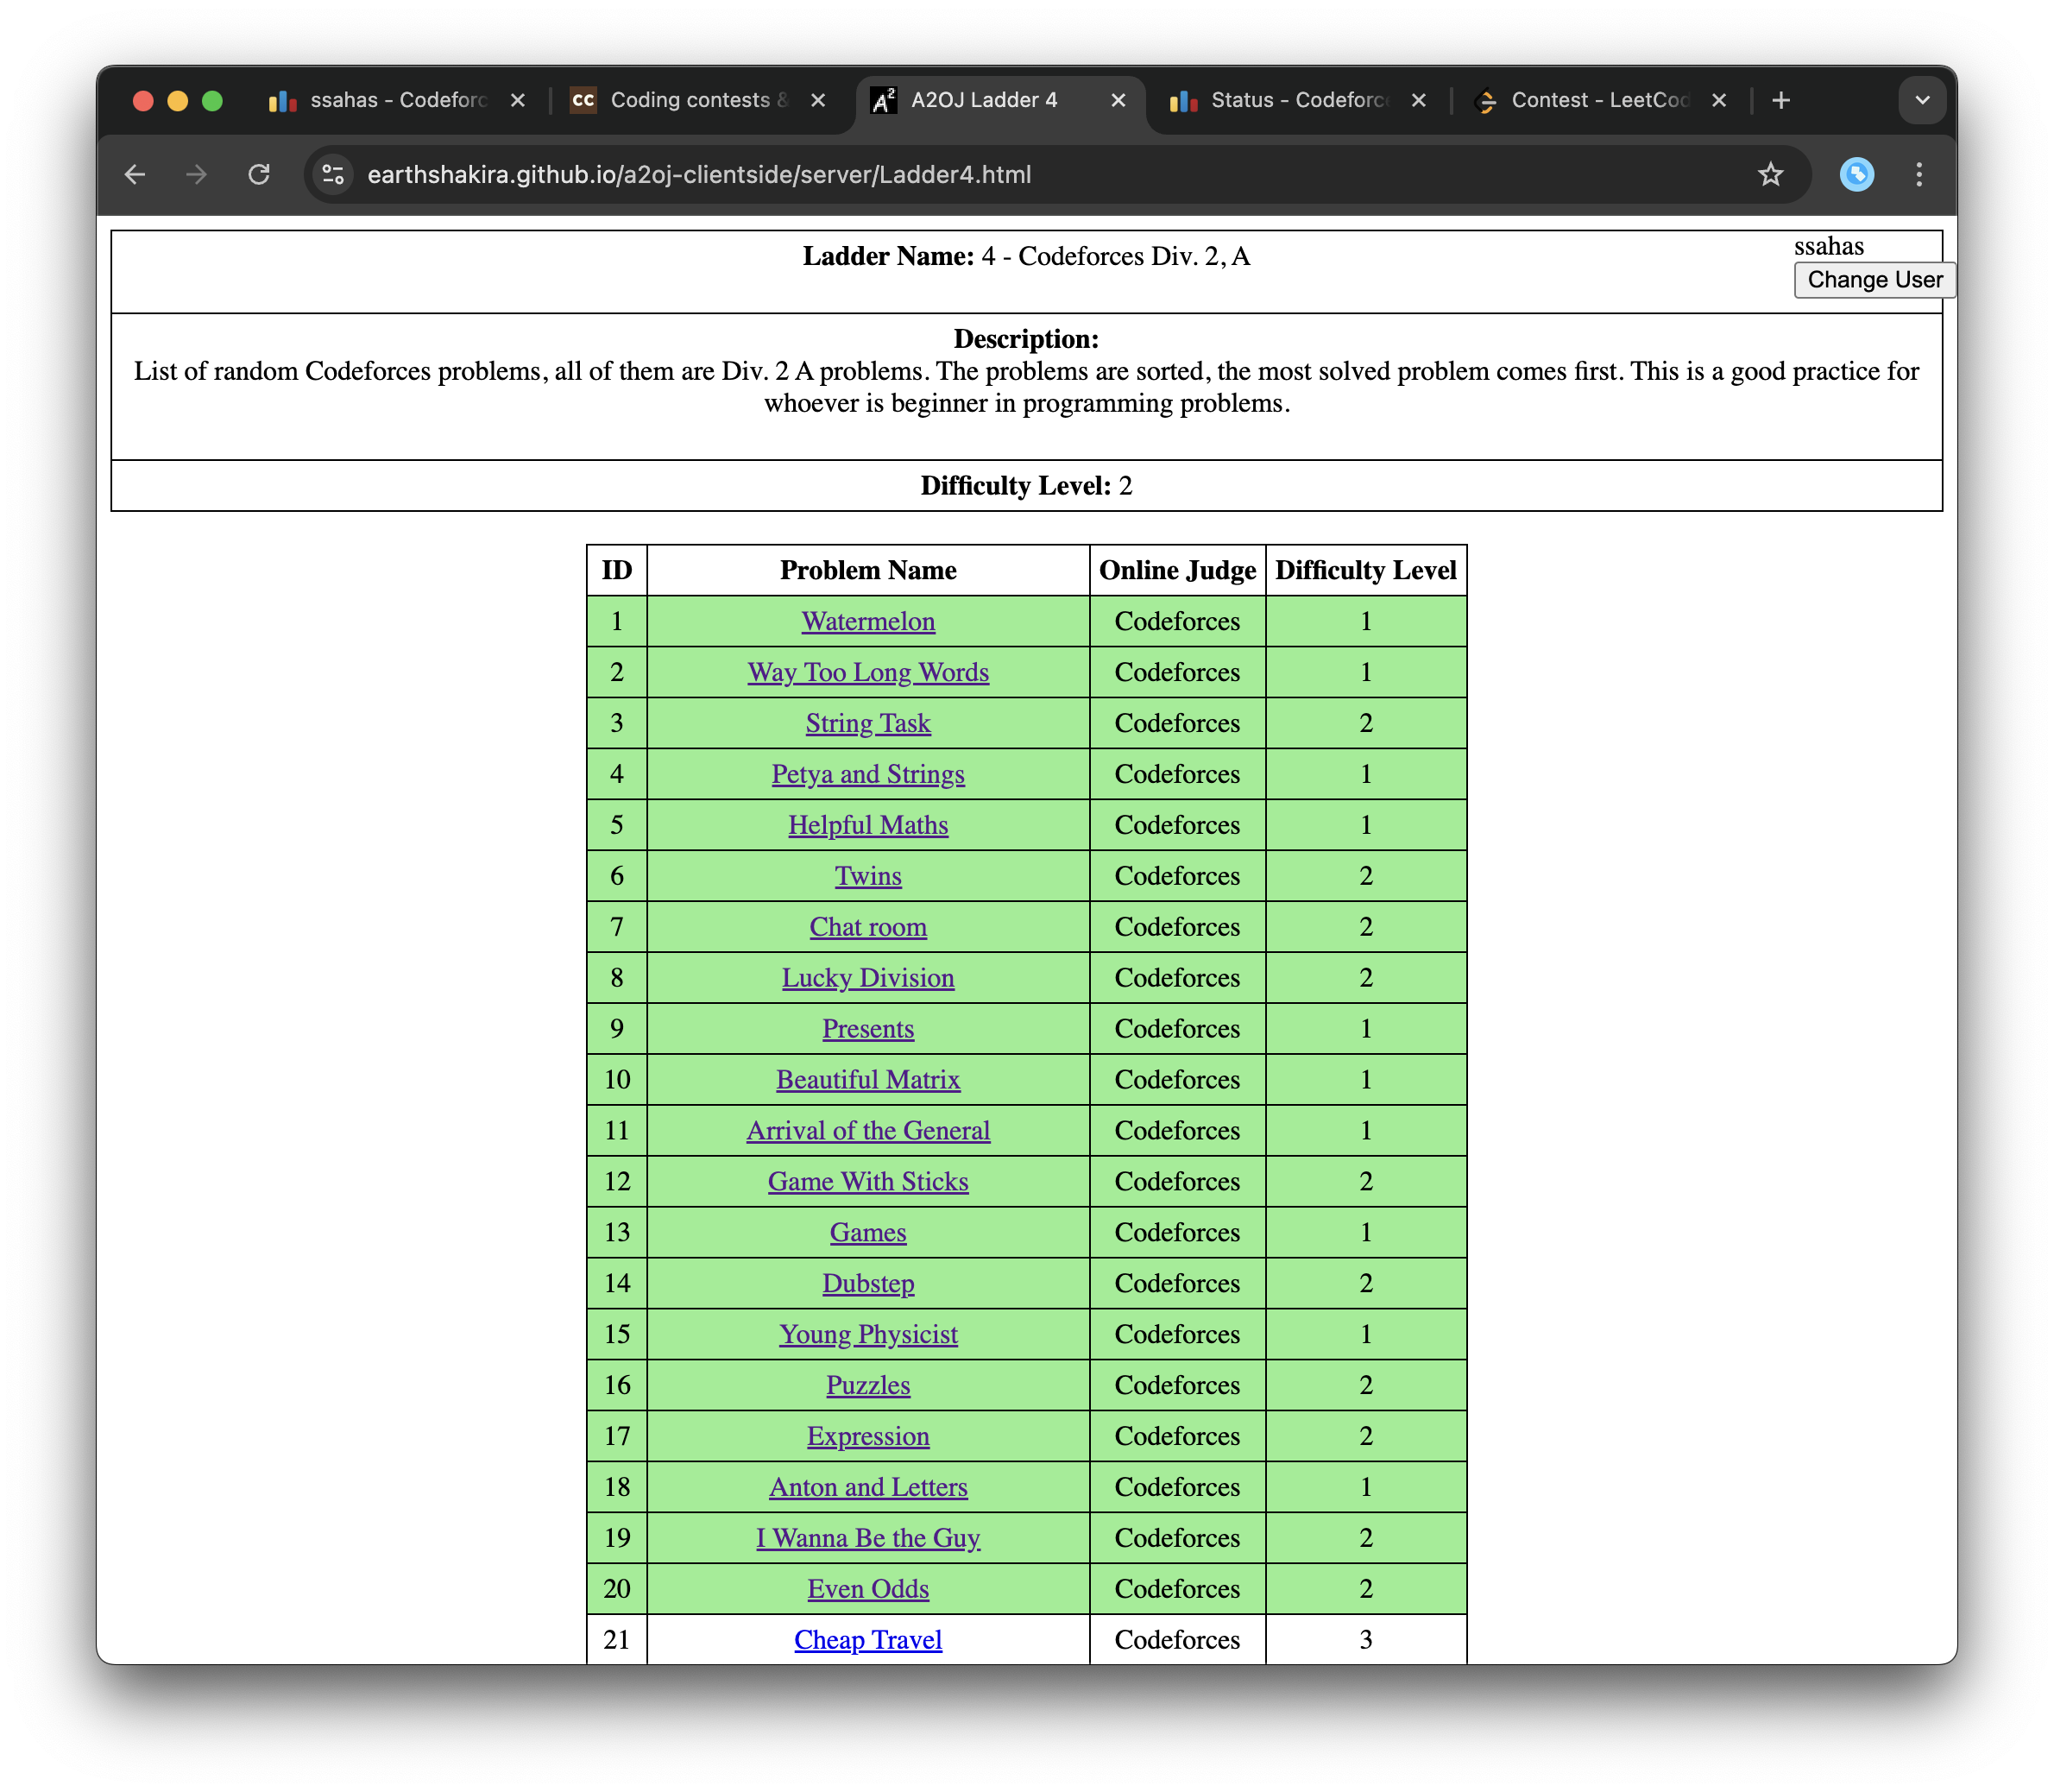 ssahas - Codeforc
Coding contests &
A2OJ Ladder 4
Status - Codeforce
Contest - LeetCod
earthshakira.github.io/a2oj-clientside/server/Ladder4.html
Ladder Name: 4 - Codeforces Div. 2, A
ssahas
Change User
Description:
List of random Codeforces problems, all of them are Div. 2 A problems. The problems are sorted, the most solved problem comes first. This is a good practice for
whoever is beginner in programming problems.
Difficulty Level: 2
ID Problem Name Online Judge Difficulty Level
1 Watermelon Codeforces 1
2 Way Too Long Words Codeforces 1
3 String Task Codeforces 2
4 Petya and Strings Codeforces 1
5 Helpful Maths Codeforces 1
6 Twins Codeforces 2
7 Chat room Codeforces 2
8 Lucky Division Codeforces 2
9 Presents Codeforces 1
10 Beautiful Matrix Codeforces 1
11 Arrival of the General Codeforces 1
12 Game With Sticks Codeforces 2
13 Games Codeforces 1
14 Dubstep Codeforces 2
15 Young Physicist Codeforces 1
16 Puzzles Codeforces 2
17 Expression Codeforces 2
18 Anton and Letters Codeforces 1
19 I Wanna Be the Guy Codeforces 2
20 Even Odds Codeforces 2
21 Cheap Travel Codeforces 3